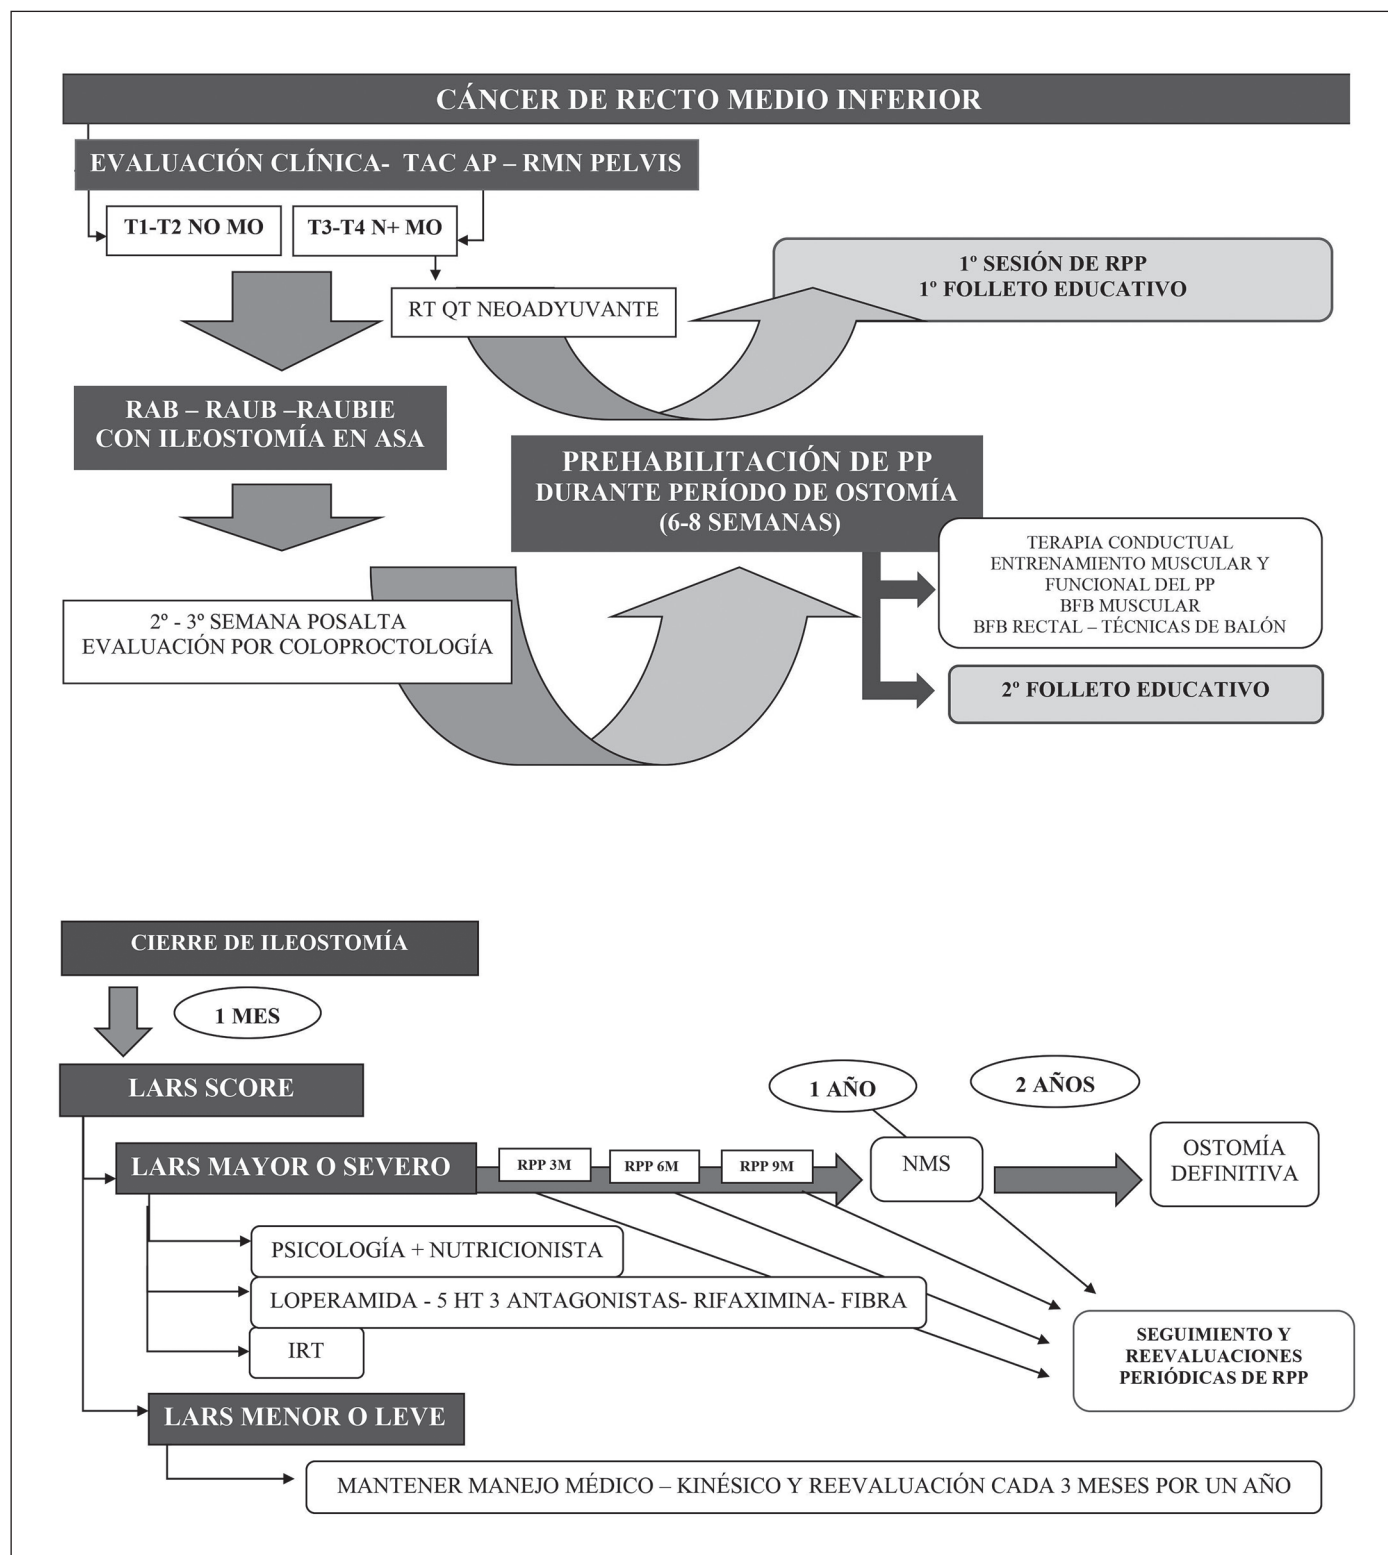 CÁNCER DE RECTO MEDIO INFERIOR
EVALUACIÓN CLÍNICA- TAC AP – RMN PELVIS
T1-T2 NO MO
T3-T4 N+ MO
RT QT NEOADYUVANTE
1º SESIÓN DE RPP
1º FOLLETO EDUCATIVO
RAB – RAUB –RAUBIE
CON ILEOSTOMÍA EN ASA
PREHABILITACIÓN DE PP
DURANTE PERÍODO DE OSTOMÍA
(6-8 SEMANAS)
TERAPIA CONDUCTUAL
ENTRENAMIENTO MUSCULAR Y
FUNCIONAL DEL PP
BFB MUSCULAR
BFB RECTAL – TÉCNICAS DE BALÓN
2º - 3º SEMANA POSALTA
EVALUACIÓN POR COLOPROCTOLOGÍA
2º FOLLETO EDUCATIVO
CIERRE DE ILEOSTOMÍA
1 MES
LARS SCORE
1 AÑO
2 AÑOS
LARS MAYOR O SEVERO
RPP 3M
RPP 6M
RPP 9M
NMS
OSTOMÍA
DEFINITIVA
PSICOLOGÍA + NUTRICIONISTA
LOPERAMIDA - 5 HT 3 ANTAGONISTAS- RIFAXIMINA- FIBRA
IRT
SEGUIMIENTO Y
REEVALUACIONES
PERIÓDICAS DE RPP
LARS MENOR O LEVE
MANTENER MANEJO MÉDICO – KINÉSICO Y REEVALUACIÓN CADA 3 MESES POR UN AÑO